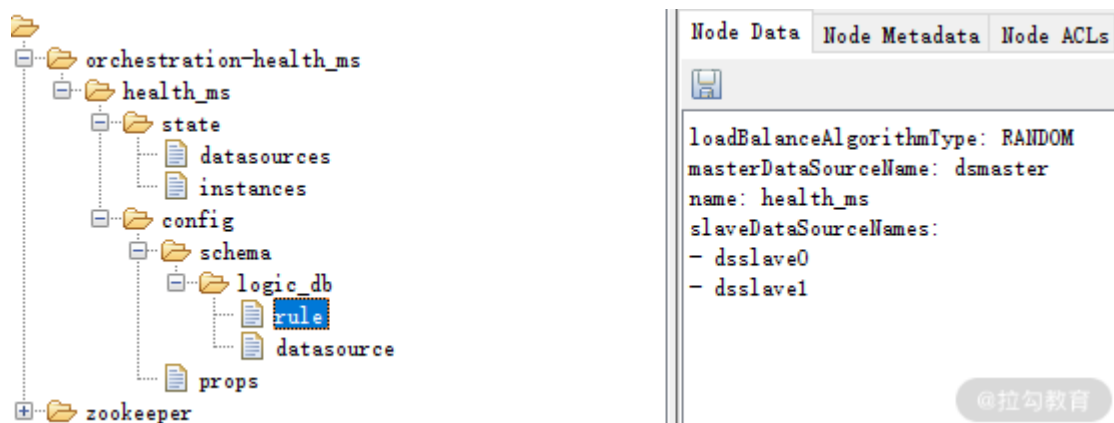 orchestration-health_ms
health_ms
state
datasources
instances
config
schema
logic_db
rule
datasource
props
zookeeper
Node Data Node Metadata Node ACLs
loadBalanceAlgorithmType: RANDOM
masterDataSourceName: dsmaster
name: health_ms
slaveDataSourceNames:
- dsslave0
- dsslave1
@拉勾教育